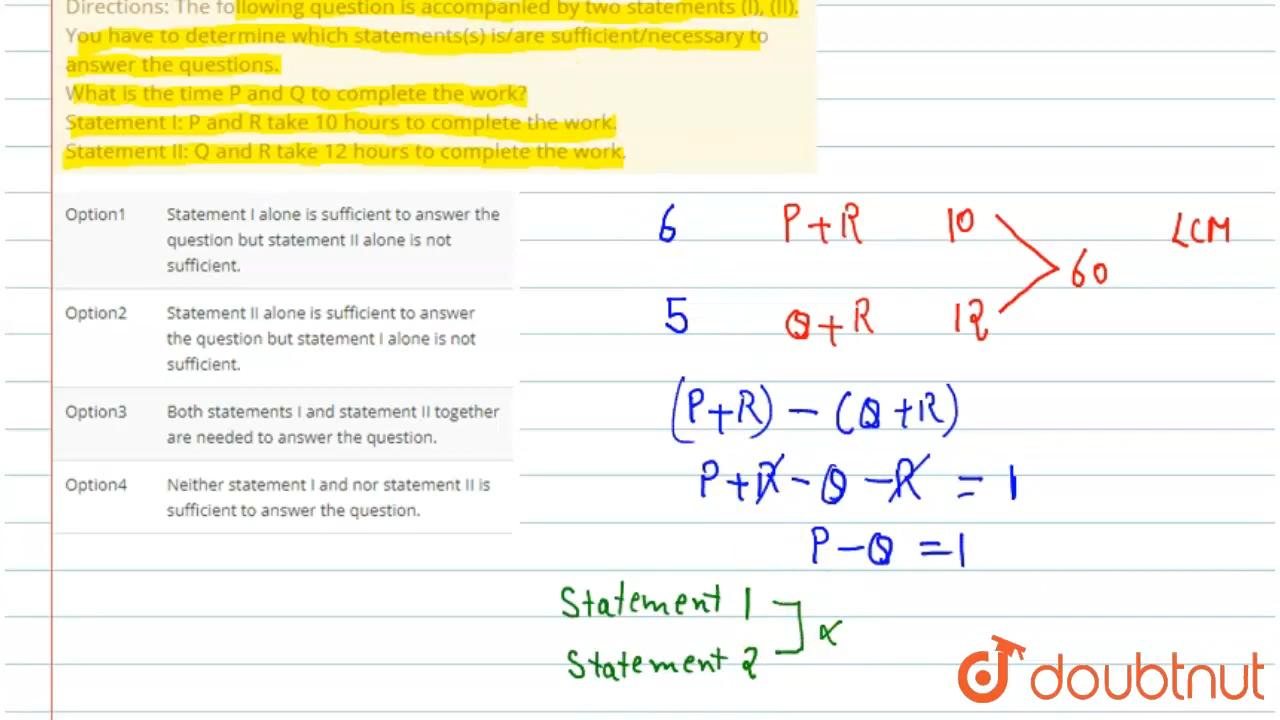 Directions: The following question is accompanied by two statements (I), (II).
You have to determine which statements(s) is/are sufficient/necessary to
answer the questions.
What is the time P and Q to complete the work?
Statement I: P and R take 10 hours to complete the work.
Statement II: Q and R take 12 hours to complete the work.
Option1 Statement I alone is sufficient to answer the
question but statement II alone is not
sufficient.
Option2 Statement II alone is sufficient to answer
the question but statement I alone is not
sufficient.
Option3 Both statements I and statement II together
are needed to answer the question.
Option4 Neither statement I and nor statement II is
sufficient to answer the question.
6 P+R 10 LCM
60
5 Q+R 12
(P+R) - (Q+R)
P+R-Q-R = 1
P-Q = 1
Statement 1
Statement 2
doubtnut